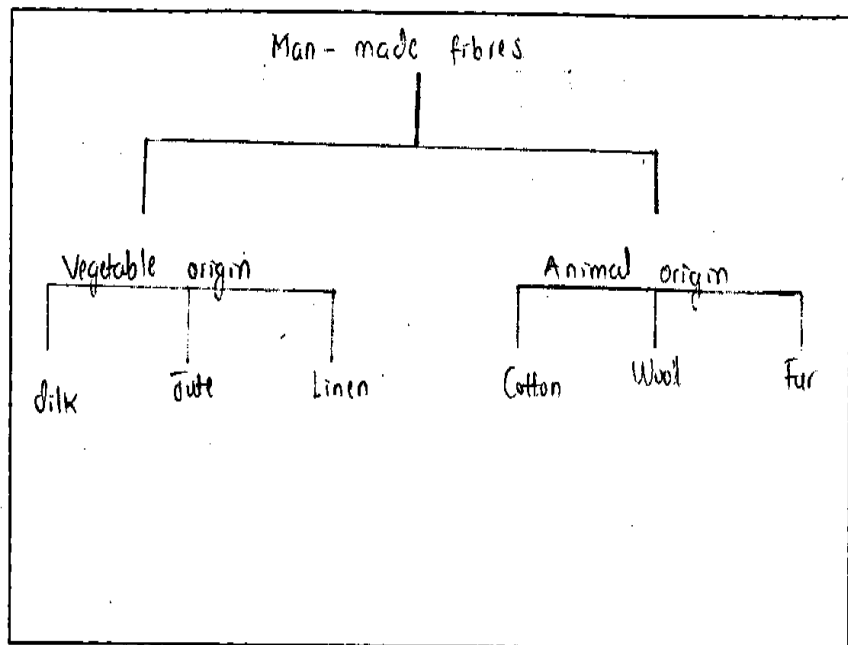 Man-made fibres
Vegetable origin
Animal origin
Silk Jute Linen
Cotton Wool Fur